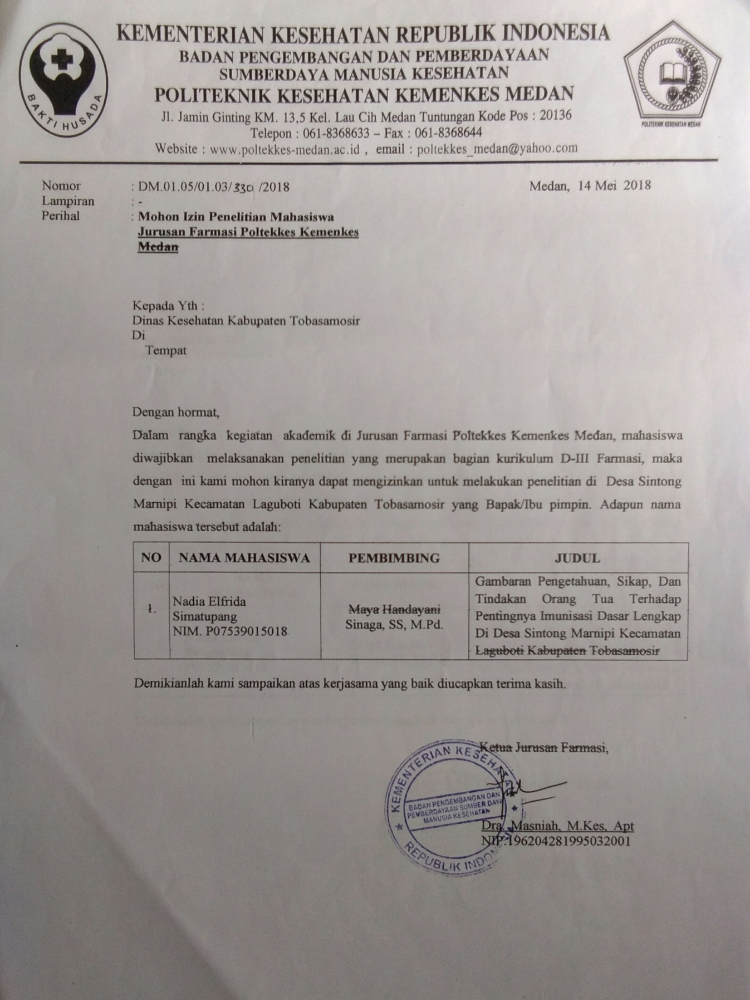 KEMENTERIAN KESEHATAN REPUBLIK INDONESIA
BADAN PENGEMBANGAN DAN PEMBERDAYAAN
SUMBERDAYA MANUSIA KESEHATAN
POLITEKNIK KESEHATAN KEMENKES MEDAN
Jl. Jamin Ginting KM. 13,5 Kel. Lau Cih Medan Tuntungan Kode Pos : 20136
Telepon : 061-8368633 – Fax : 061-8368644
Website : www.poltekkes-medan.ac.id , email : poltekkes_medan@yahoo.com
BAKTI HUSADA
POLITEKNIK KESEHATAN MEDAN
Nomor : DM.01.05/01.03/330 /2018 Medan, 14 Mei 2018
Lampiran : -
Perihal : Mohon Izin Penelitian Mahasiswa
Jurusan Farmasi Poltekkes Kemenkes
Medan
Kepada Yth :
Dinas Kesehatan Kabupaten Tobasamosir
Di
Tempat
Dengan hormat,
Dalam rangka kegiatan akademik di Jurusan Farmasi Poltekkes Kemenkes Medan, mahasiswa
diwajibkan melaksanakan penelitian yang merupakan bagian kurikulum D-III Farmasi, maka
dengan ini kami mohon kiranya dapat mengizinkan untuk melakukan penelitian di Desa Sintong
Marnipi Kecamatan Laguboti Kabupaten Tobasamosir yang Bapak/Ibu pimpin. Adapun nama
mahasiswa tersebut adalah:
NO NAMA MAHASISWA PEMBIMBING JUDUL
1.
Nadia Elfrida
Simatupang
NIM. P07539015018
Maya Handayani
Sinaga, SS, M.Pd.
Gambaran Pengetahuan, Sikap, Dan
Tindakan Orang Tua Terhadap
Pentingnya Imunisasi Dasar Lengkap
Di Desa Sintong Marnipi Kecamatan
Laguboti Kabupaten Tobasamosir
Demikianlah kami sampaikan atas kerjasama yang baik diucapkan terima kasih.
Ketua Jurusan Farmasi,
KEMENTERIAN KESEHATAN
BADAN PENGEMBANGAN DAN
PEMBERDAYAAN SUMBER DAYA
MANUSIA KESEHATAN
REPUBLIK INDONESIA
Dra. Masniah, M.Kes, Apt
NIP.196204281995032001